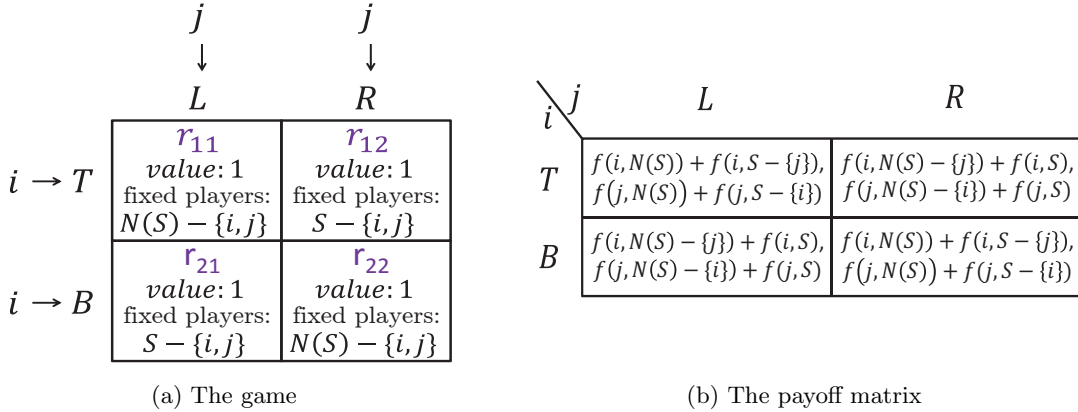 j j
↓ ↓
L R
i → T
r₁₁
value: 1
fixed players:
N(S) − {i, j}
r₁₂
value: 1
fixed players:
S − {i, j}
i → B
r₂₁
value: 1
fixed players:
S − {i, j}
r₂₂
value: 1
fixed players:
N(S) − {i, j}
(a) The game
i j
L R
T
f(i, N(S)) + f(i, S − {j}),
f(j, N(S)) + f(j, S − {i})
f(i, N(S) − {j}) + f(i, S),
f(j, N(S) − {i}) + f(j, S)
B
f(i, N(S) − {j}) + f(i, S),
f(j, N(S) − {i}) + f(j, S)
f(i, N(S)) + f(i, S − {j}),
f(j, N(S)) + f(j, S − {i})
(b) The payoff matrix